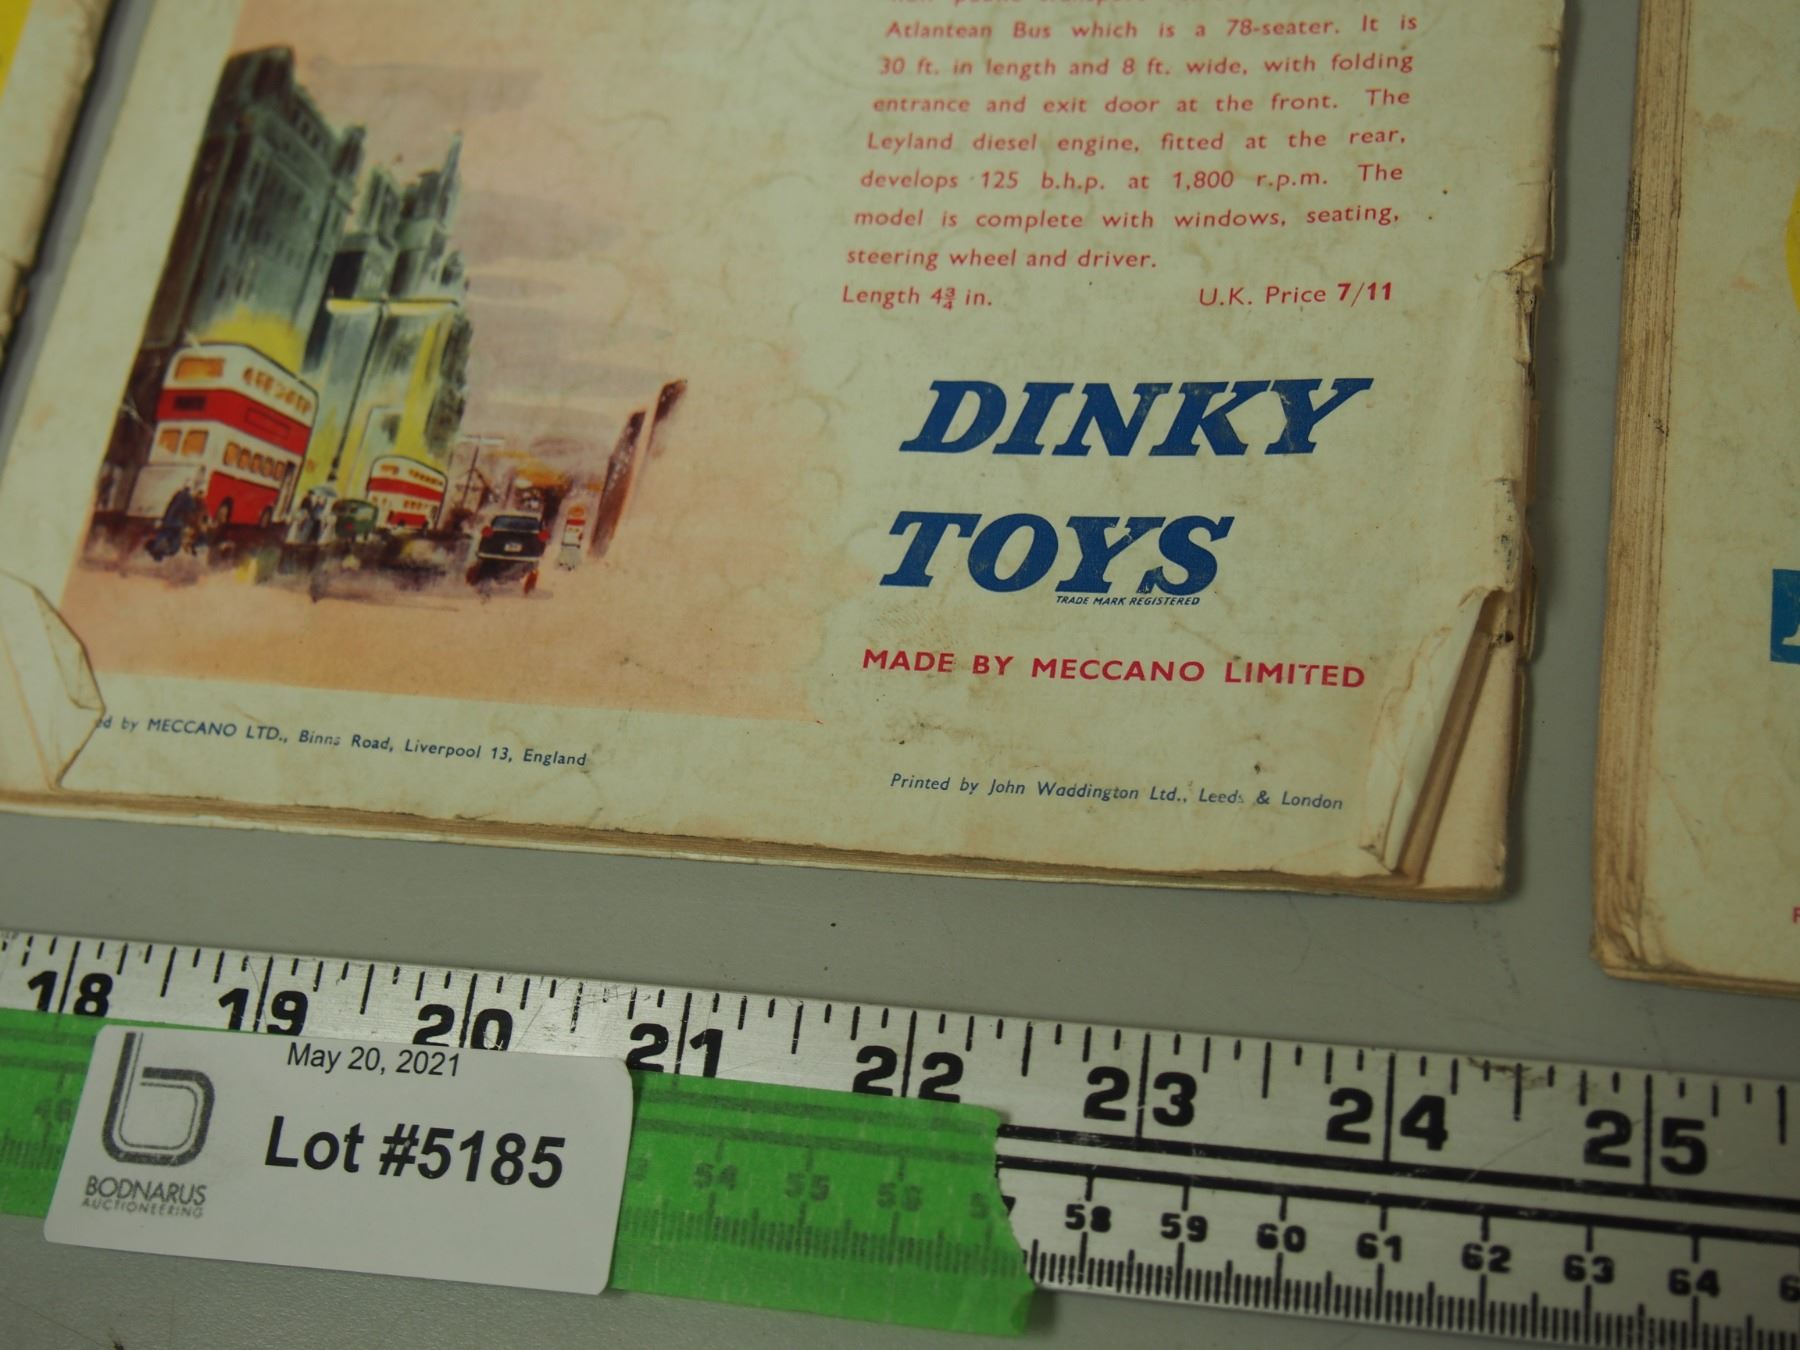 Atlantean Bus which is a 78-seater. It is
30 ft. in length and 8 ft. wide, with folding
entrance and exit door at the front. The
Leyland diesel engine, fitted at the rear,
develops 125 b.h.p. at 1,800 r.p.m. The
model is complete with windows, seating,
steering wheel and driver.
Length 4¾ in. U.K. Price 7/11
DINKY
TOYS
TRADE MARK REGISTERED
MADE BY MECCANO LIMITED
by MECCANO LTD., Binns Road, Liverpool 13, England
Printed by John Waddington Ltd., Leeds & London
18 19 20 21 22 23 24 25
May 20, 2021
Lot #5185
BODNARUS
AUCTIONEERING
54 55 56 57 58 59 60 61 62 63 64